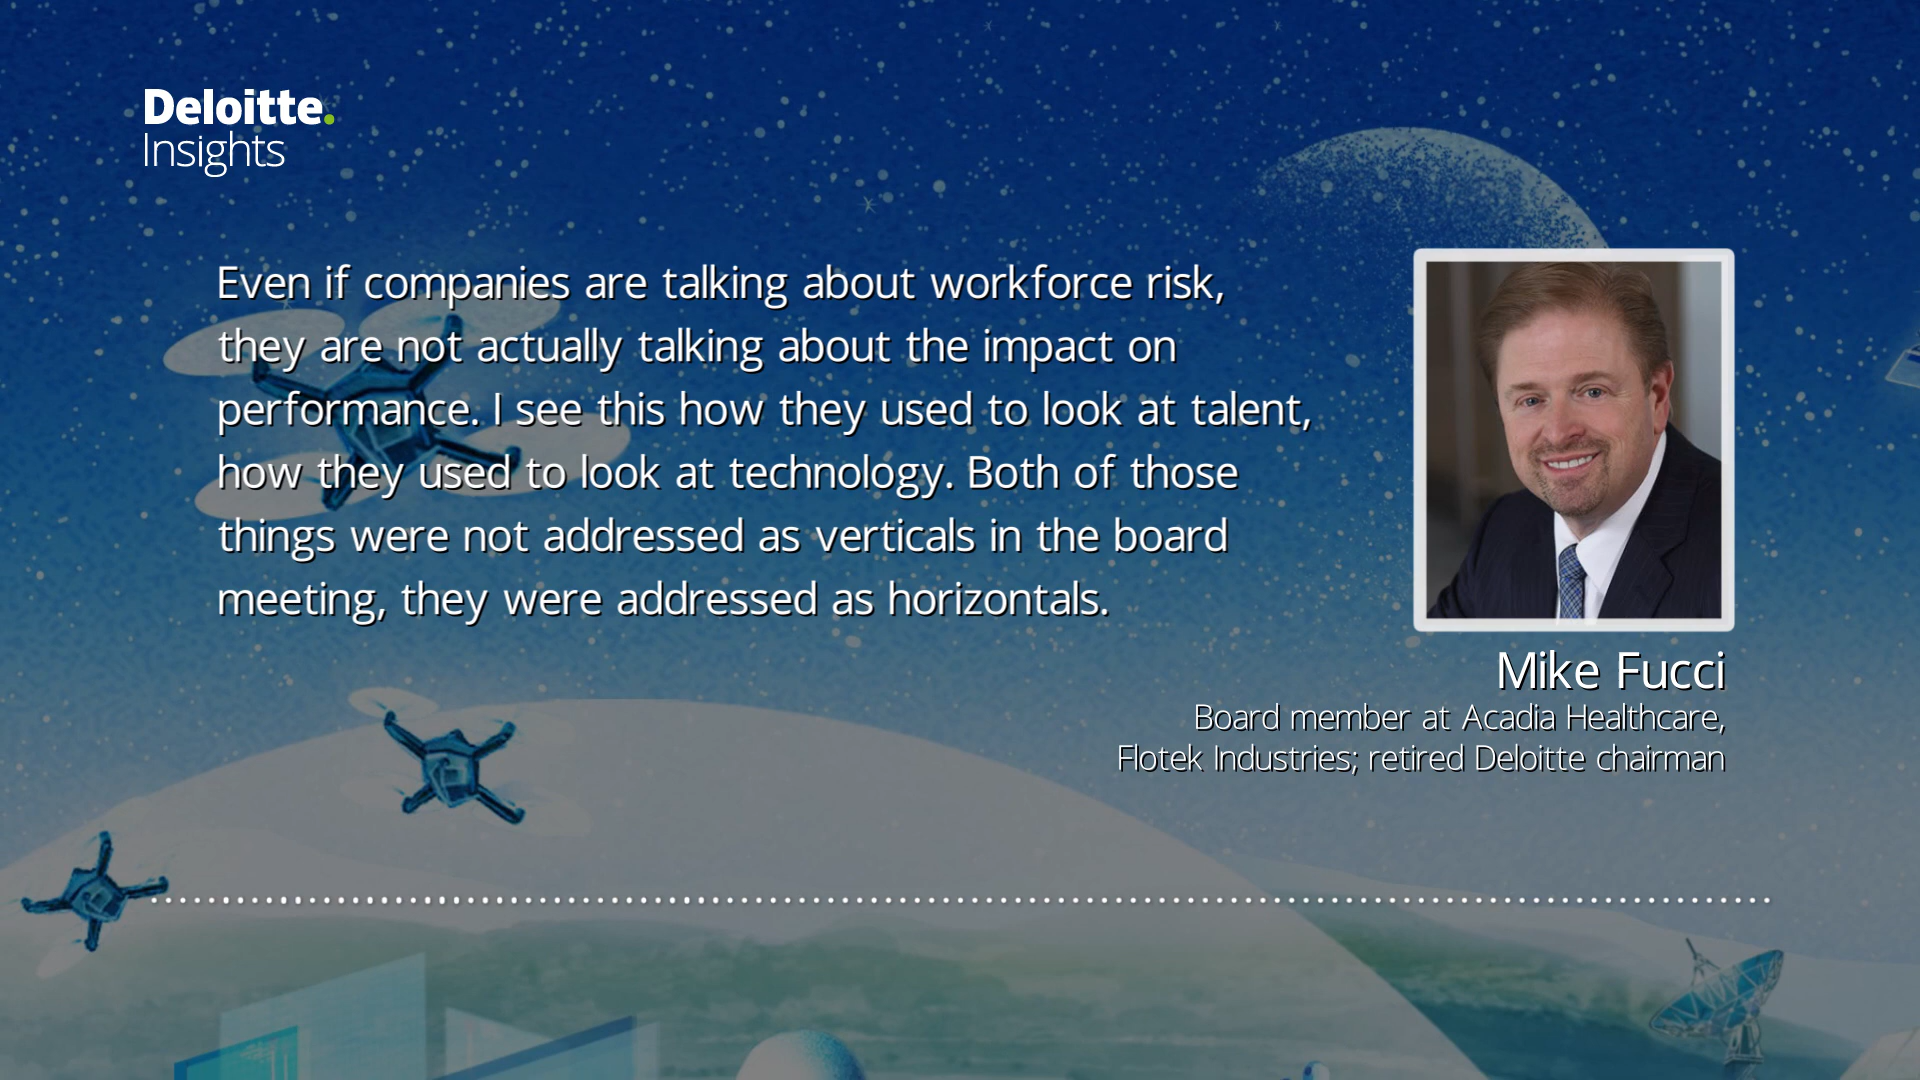 Deloitte.
Insights
Even if companies are talking about workforce risk,
they are not actually talking about the impact on
performance. I see this how they used to look at talent,
how they used to look at technology. Both of those
things were not addressed as verticals in the board
meeting, they were addressed as horizontals.
Mike Fucci
Board member at Acadia Healthcare,
Flotek Industries; retired Deloitte chairman